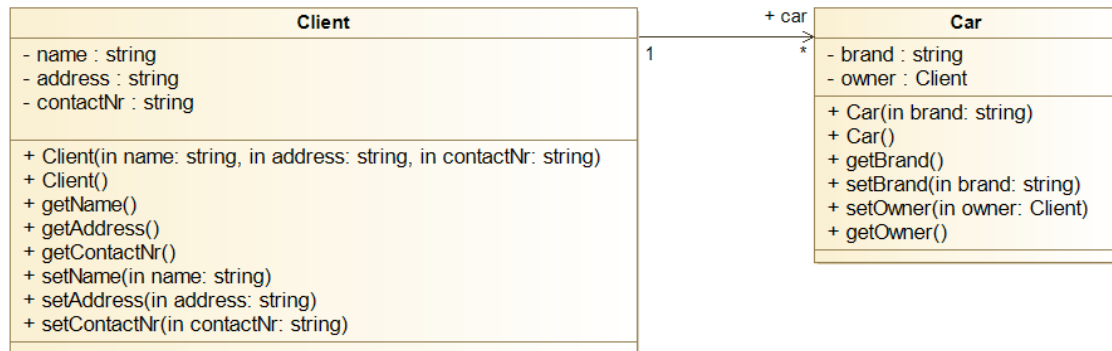 Client
- name : string
- address : string
- contactNr : string
+ Client(in name: string, in address: string, in contactNr: string)
+ Client()
+ getName()
+ getAddress()
+ getContactNr()
+ setName(in name: string)
+ setAddress(in address: string)
+ setContactNr(in contactNr: string)
+ car
1
*
Car
- brand : string
- owner : Client
+ Car(in brand: string)
+ Car()
+ getBrand()
+ setBrand(in brand: string)
+ setOwner(in owner: Client)
+ getOwner()